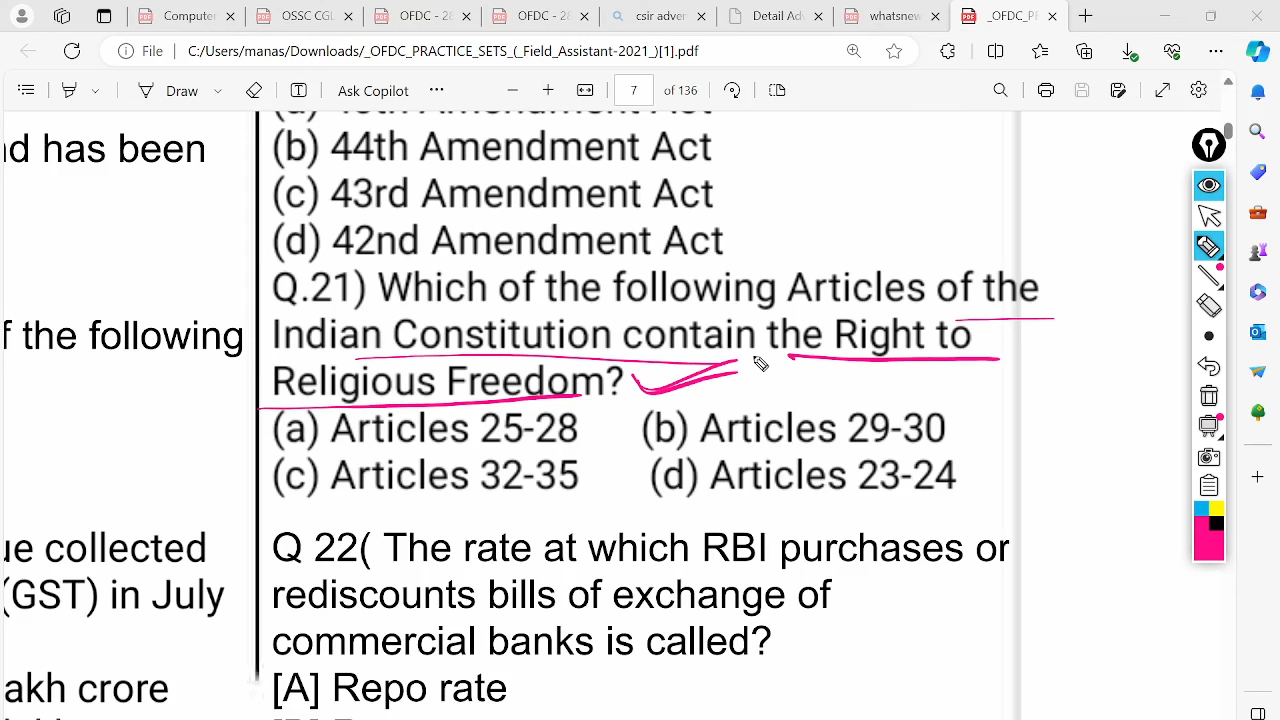 Computer
OSSC CGL
OFDC - 28
OFDC - 28
csir adver
Detail Adv
whatsnew
_OFDC_PR
File
C:/Users/manas/Downloads/_OFDC_PRACTICE_SETS_(_Field_Assistant-2021_)[1].pdf
Draw
Ask Copilot
7
of 136
nd has been
f the following
ue collected
(GST) in July
akh crore
(b) 44th Amendment Act
(c) 43rd Amendment Act
(d) 42nd Amendment Act
Q.21) Which of the following Articles of the
Indian Constitution contain the Right to
Religious Freedom?
(a) Articles 25-28 (b) Articles 29-30
(c) Articles 32-35 (d) Articles 23-24
Q 22( The rate at which RBI purchases or
rediscounts bills of exchange of
commercial banks is called?
[A] Repo rate